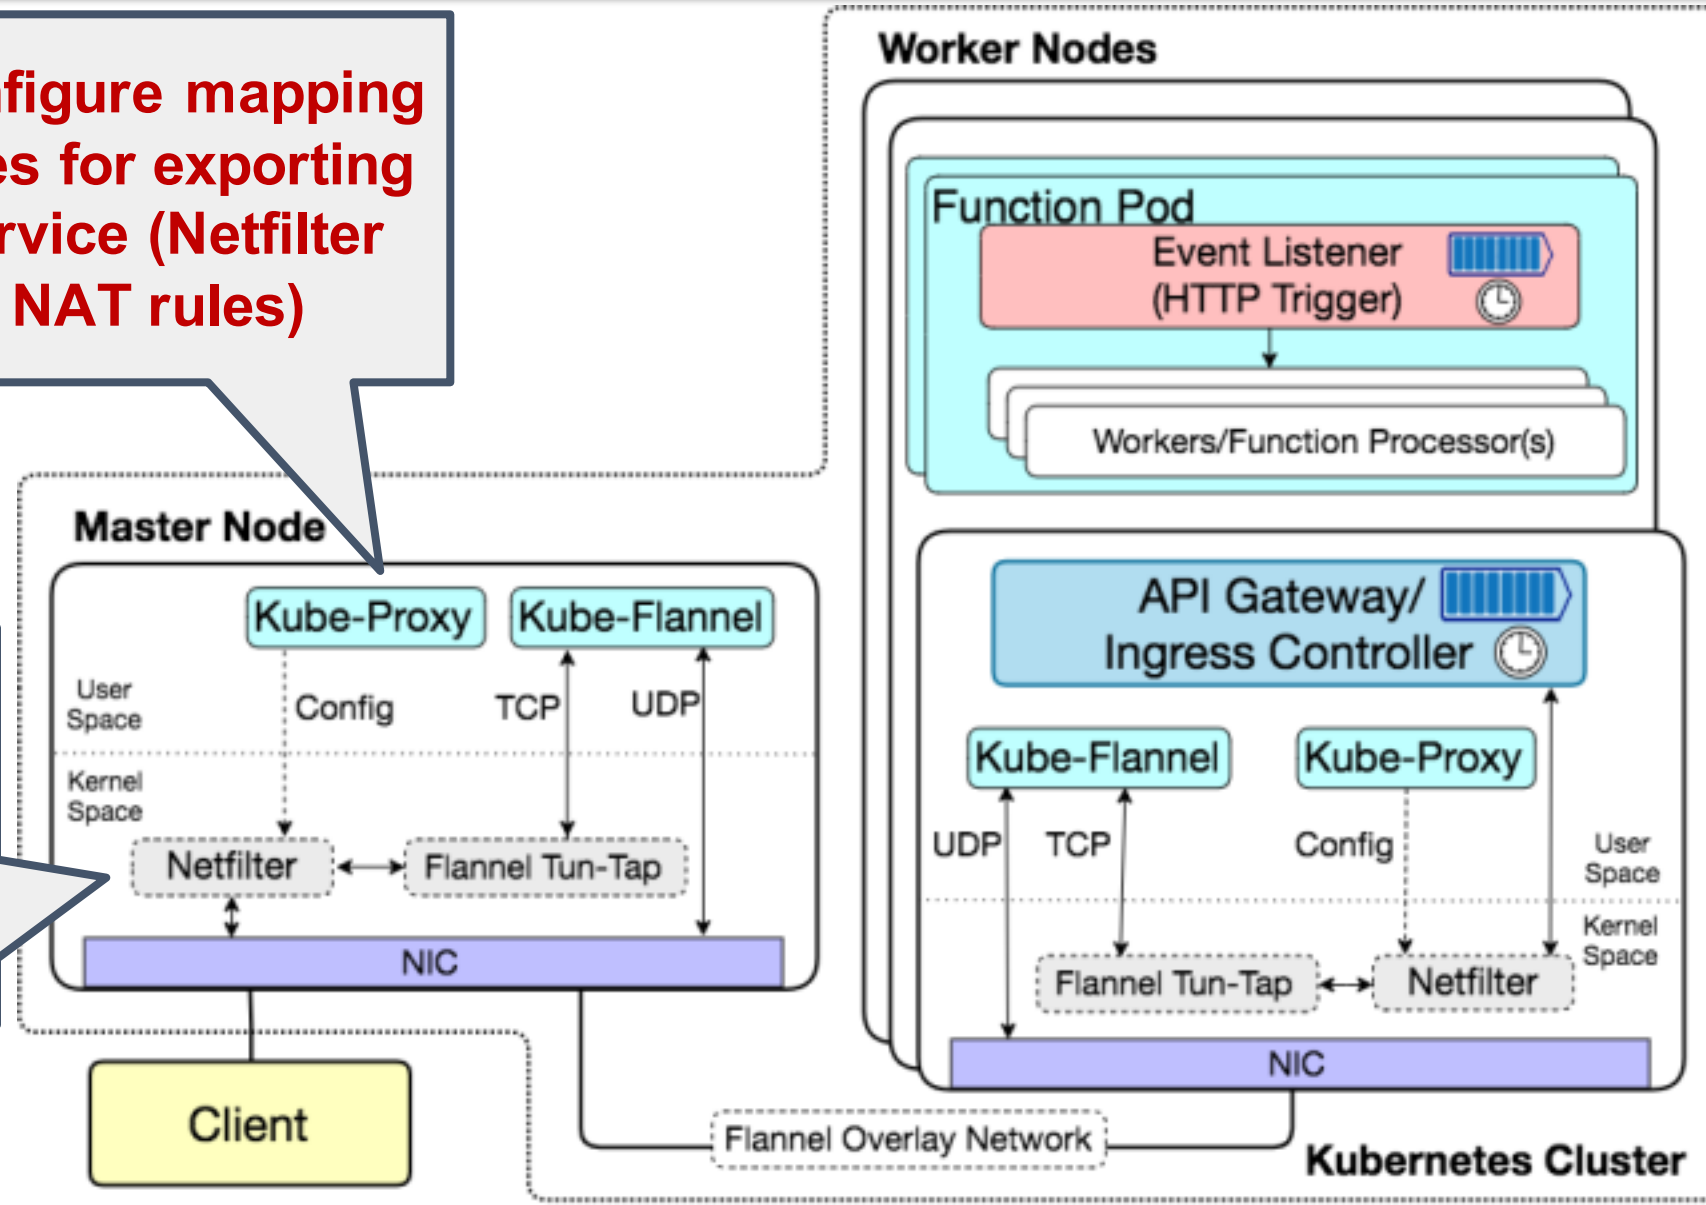 nfigure mapping
es for exporting
rvice (Netfilter
NAT rules)
Worker Nodes
Function Pod
Event Listener
(HTTP Trigger)
Workers/Function Processor(s)
Master Node
Kube-Proxy
Kube-Flannel
User
Space
Config
TCP
UDP
Kernel
Space
Netfilter
Flannel Tun-Tap
NIC
Client
API Gateway/
Ingress Controller
Kube-Flannel
Kube-Proxy
UDP
TCP
Config
User
Space
Kernel
Space
Flannel Tun-Tap
Netfilter
NIC
Flannel Overlay Network
Kubernetes Cluster